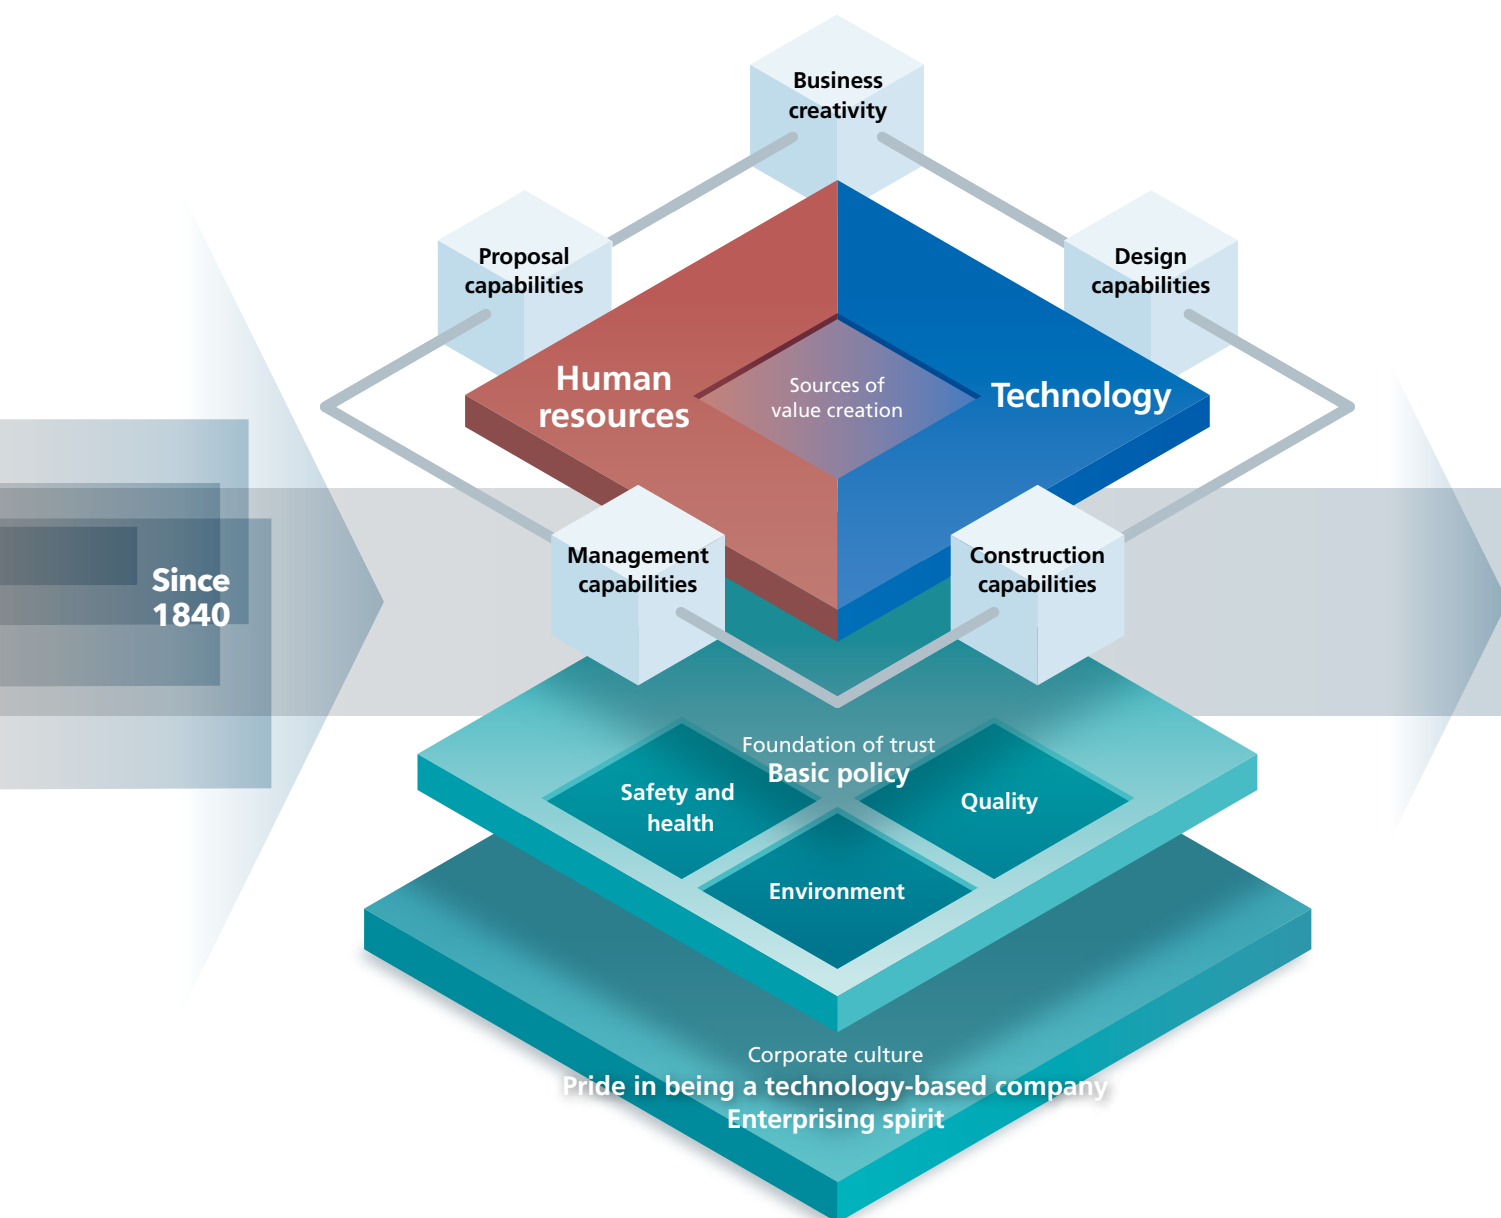 Business
creativity
Proposal
capabilities
Design
capabilities
Human
resources
Sources of
value creation
Technology
Management
capabilities
Construction
capabilities
Since
1840
Foundation of trust
Basic policy
Safety and
health
Quality
Environment
Corporate culture
Pride in being a technology-based company
Enterprising spirit